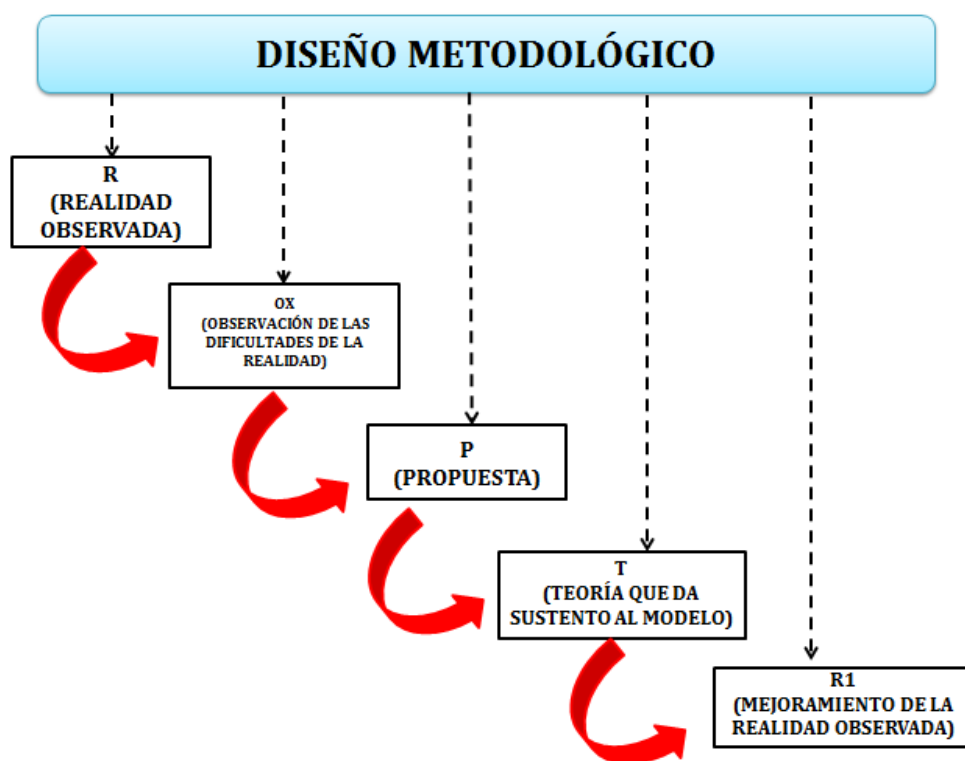 DISEÑO METODOLÓGICO
R
(REALIDAD
OBSERVADA)
OX
(OBSERVACIÓN DE LAS
DIFICULTADES DE LA
REALIDAD)
P
(PROPUESTA)
T
(TEORÍA QUE DA
SUSTENTO AL MODELO)
R1
(MEJORAMIENTO DE LA
REALIDAD OBSERVADA)